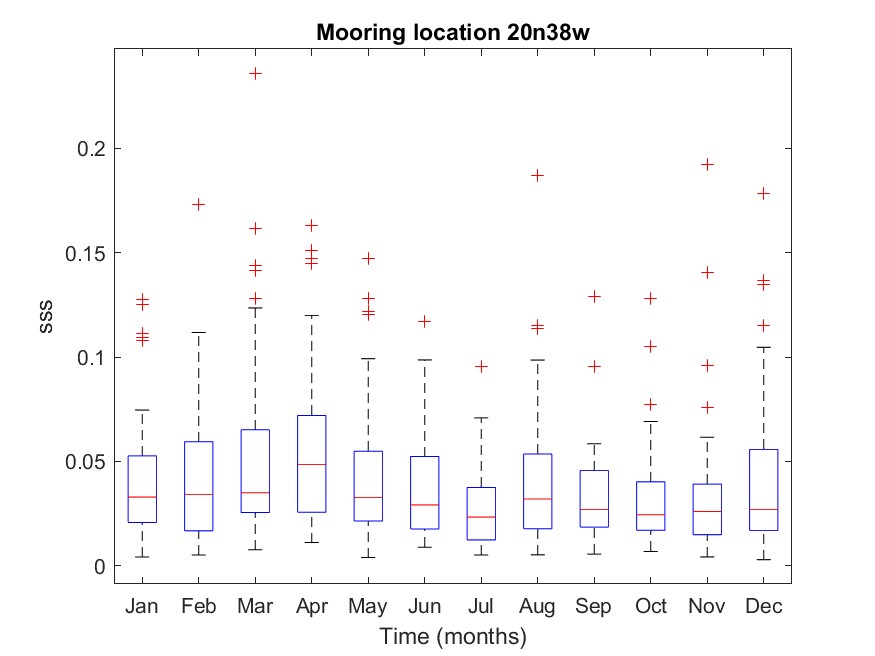 Mooring location 20n38w
0.2
0.15
0.1
0.05
0
sss
Jan Feb Mar Apr May Jun Jul Aug Sep Oct Nov Dec
Time (months)